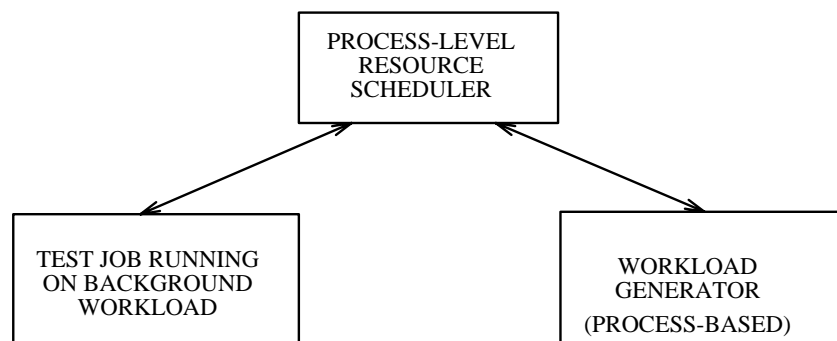 PROCESS-LEVEL
RESOURCE
SCHEDULER
TEST JOB RUNNING
ON BACKGROUND
WORKLOAD
WORKLOAD
GENERATOR
(PROCESS-BASED)